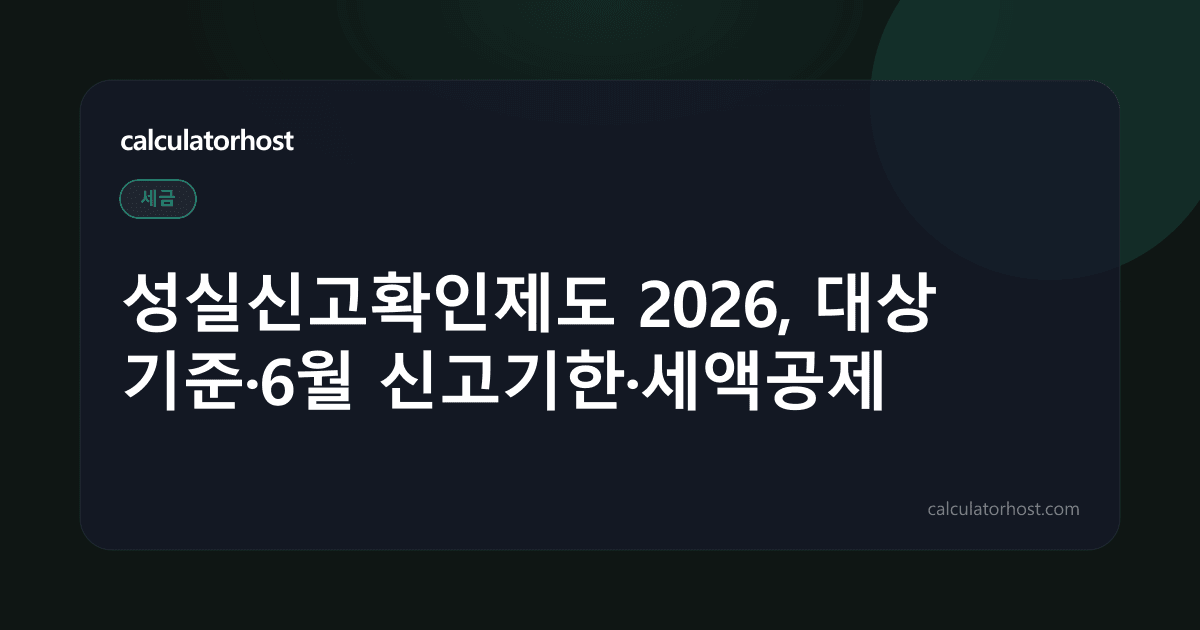 calculatorhost
세금
성실신고확인제도 2026, 대상
기준·6월 신고기한·세액공제
calculatorhost.com